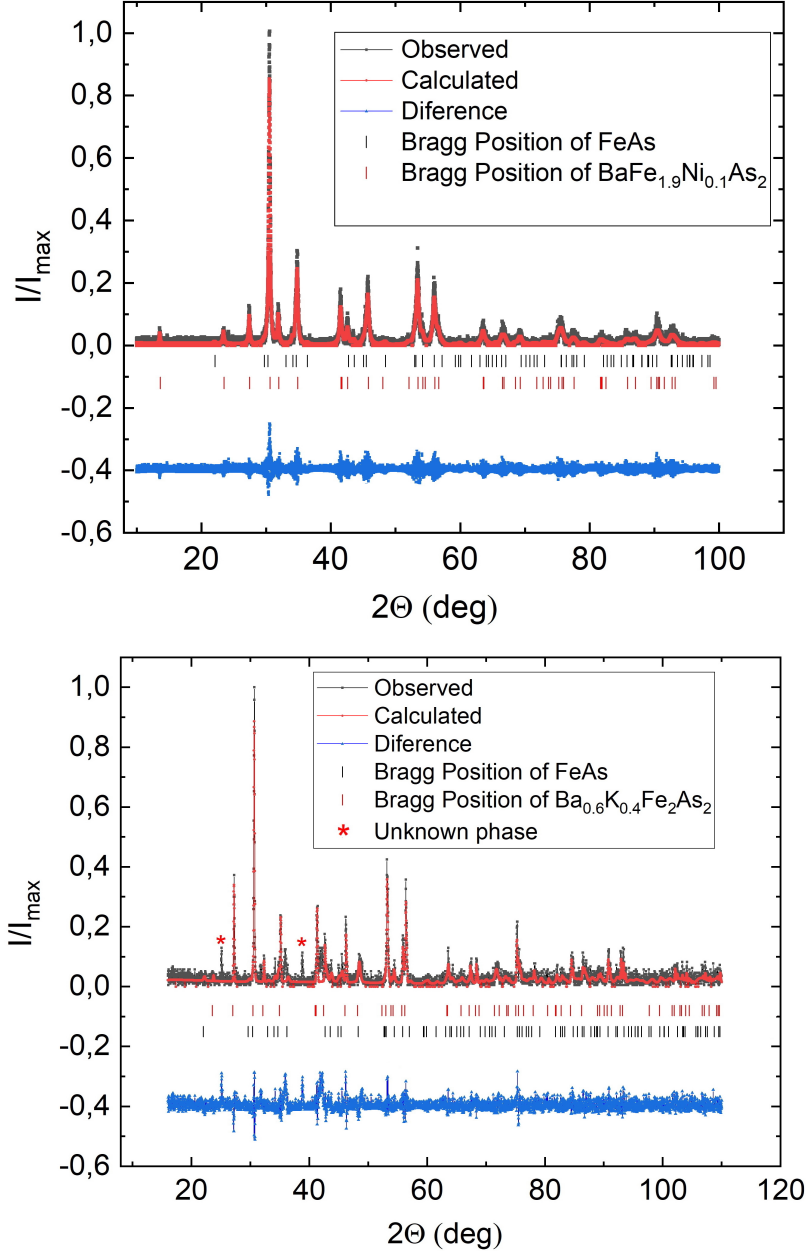 1,0
0,8
0,6
0,4
0,2
0,0
-0,2
-0,4
-0,6
I/Imax
Observed
Calculated
Diference
Bragg Position of FeAs
Bragg Position of BaFe1.9Ni0.1As2
20 40 60 80 100
2Θ (deg)
1,0
0,8
0,6
0,4
0,2
0,0
-0,2
-0,4
-0,6
I/Imax
Observed
Calculated
Diference
Bragg Position of FeAs
Bragg Position of Ba0.6K0.4Fe2As2
* Unknown phase
* *
20 40 60 80 100 120
2Θ (deg)